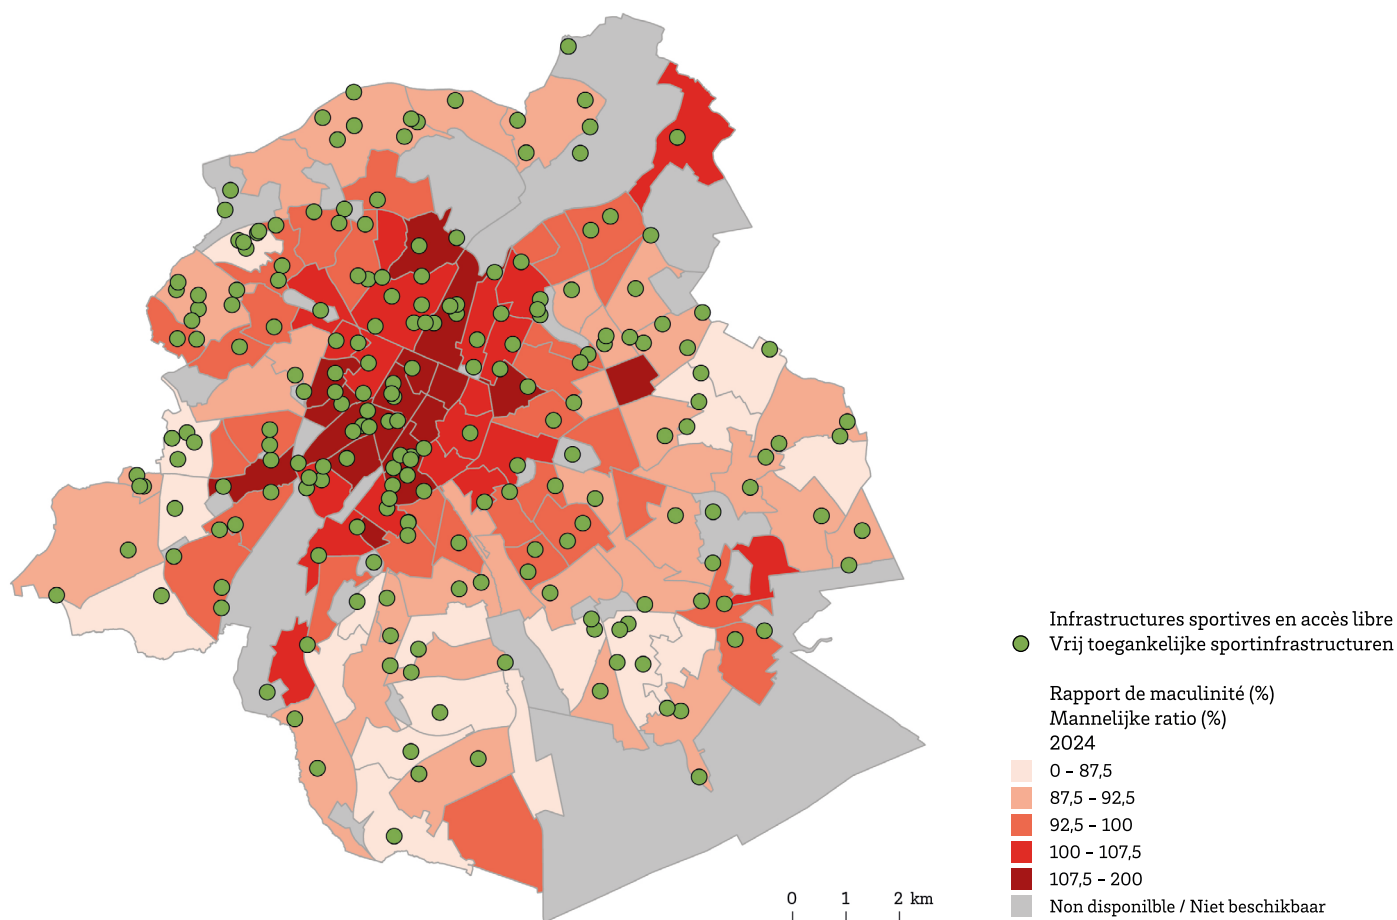 Infrastructures sportives en accès libre
Vrij toegankelijke sportinfrastructuren
Rapport de maculinité (%)
Mannelijke ratio (%)
2024
0 – 87,5
87,5 – 92,5
92,5 – 100
100 – 107,5
107,5 – 200
Non disponilble / Niet beschikbaar
0 1 2 km